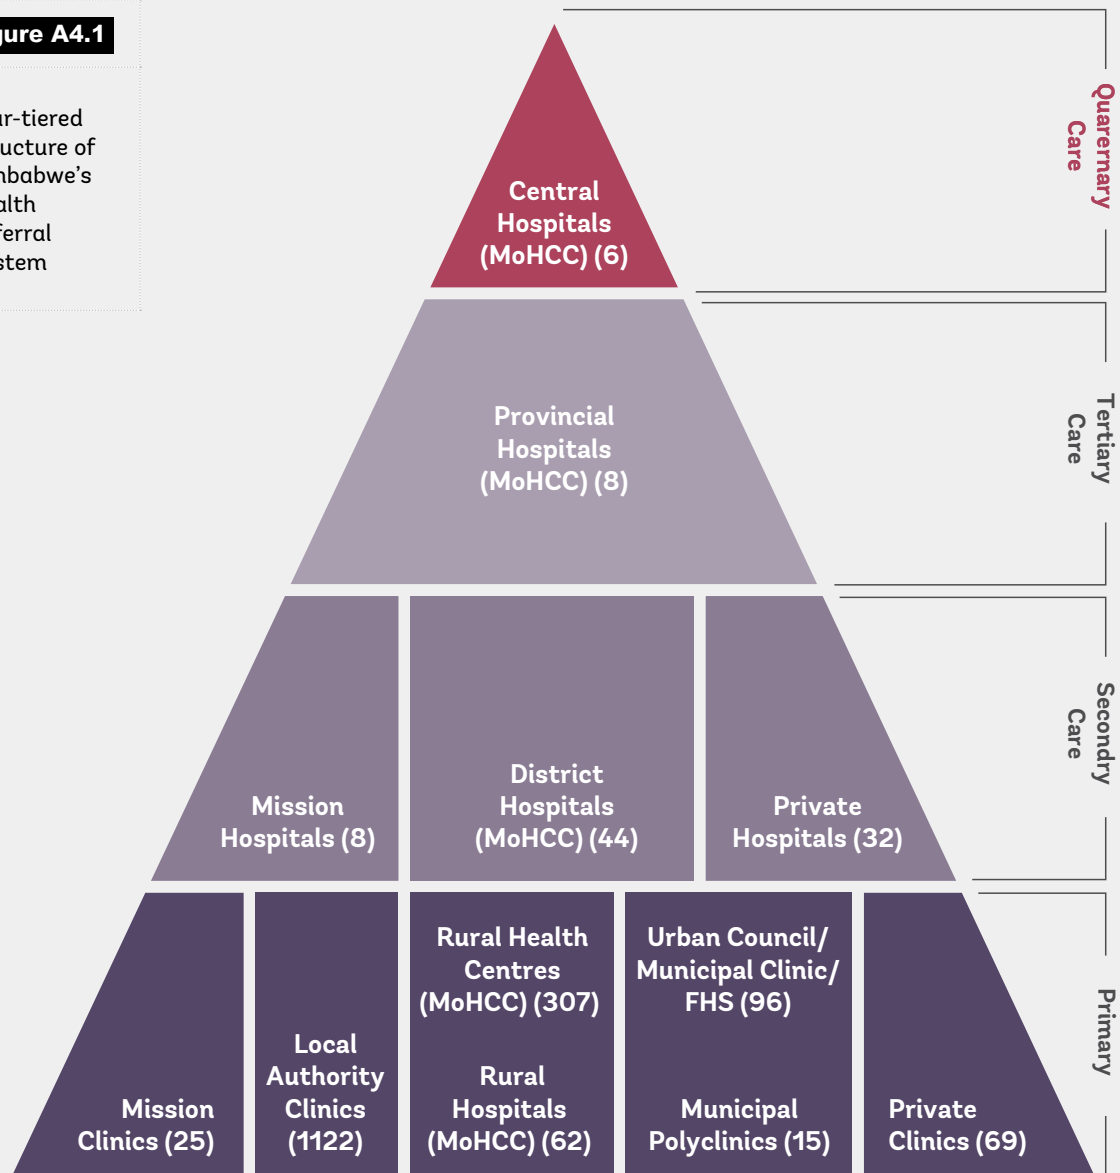 gure A4.1
ur-tiered
ucture of
nbabwe's
alth
ferral
stem
Central
Hospitals
(MoHCC) (6)
Quarernary
Care
Provincial
Hospitals
(MoHCC) (8)
Tertiary
Care
Mission
Hospitals (8)
District
Hospitals
(MoHCC) (44)
Private
Hospitals (32)
Secondry
Care
Mission
Clinics (25)
Local
Authority
Clinics
(1122)
Rural Health
Centres
(MoHCC) (307)
Rural
Hospitals
(MoHCC) (62)
Urban Council/
Municipal Clinic/
FHS (96)
Municipal
Polyclinics (15)
Private
Clinics (69)
Primary